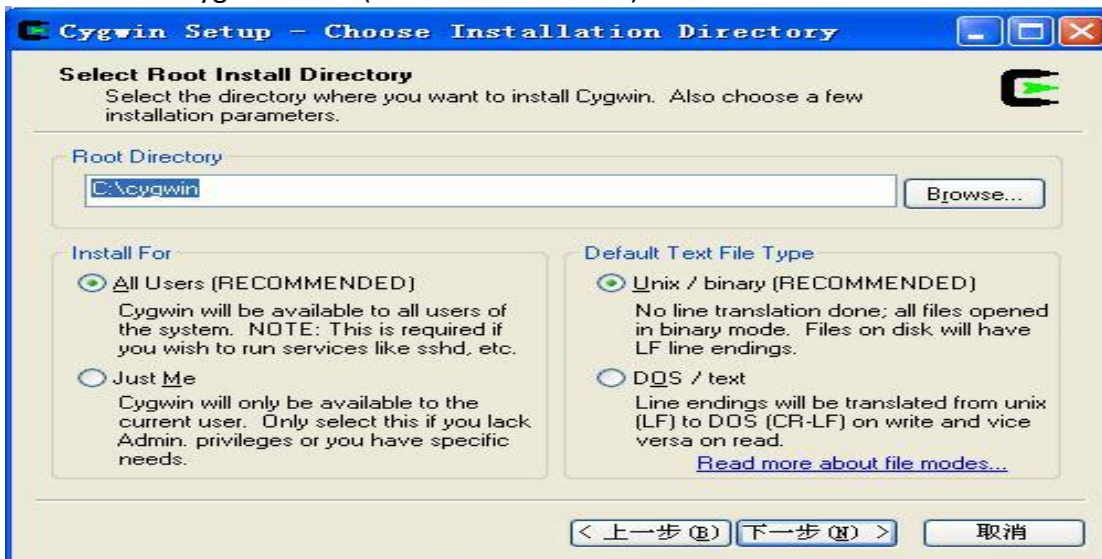 Cygwin Setup - Choose Installation Directory
Select Root Install Directory
Select the directory where you want to install Cygwin. Also choose a few
installation parameters.
Root Directory
C:\cygwin
Browse...
Install For
All Users (RECOMMENDED)
Cygwin will be available to all users of
the system. NOTE: This is required if
you wish to run services like sshd, etc.
Just Me
Cygwin will only be available to the
current user. Only select this if you lack
Admin. privileges or you have specific
needs.
Default Text File Type
Unix / binary (RECOMMENDED)
No line translation done; all files opened
in binary mode. Files on disk will have
LF line endings.
DOS / text
Line endings will be translated from unix
(LF) to DOS (CR-LF) on write and vice
versa on read.
Read more about file modes...
< 上一步(B)
下一步(N) >
取消